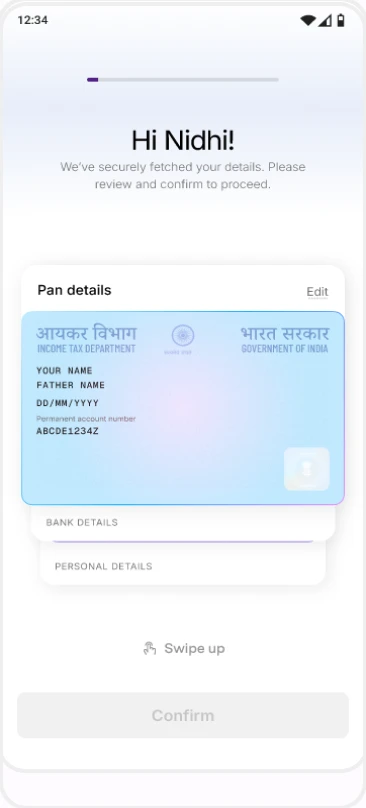 12:34
Hi Nidhi!
We've securely fetched your details. Please
review and confirm to proceed.
Pan details
Edit
आयकर विभाग
INCOME TAX DEPARTMENT
भारत सरकार
GOVERNMENT OF INDIA
YOUR NAME
FATHER NAME
DD/MM/YYYY
Permanent account number
ABCDE1234Z
BANK DETAILS
PERSONAL DETAILS
Swipe up
Confirm